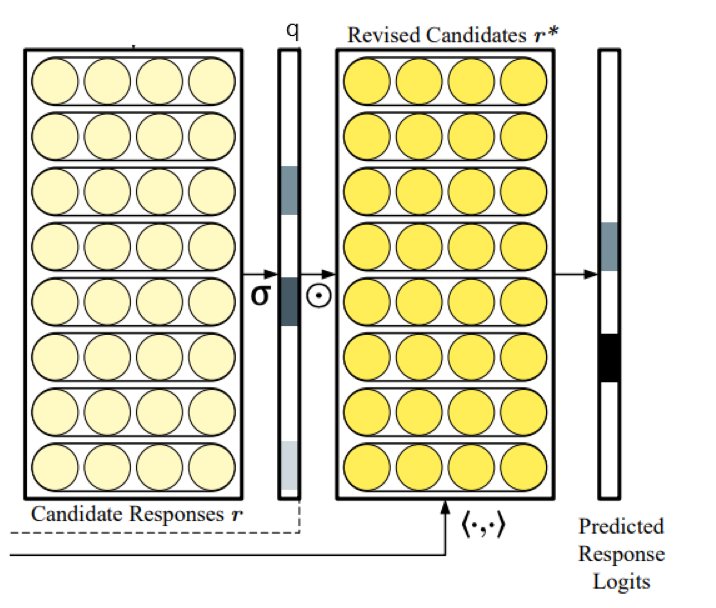 q
Revised Candidates r*
σ
⊙
Candidate Responses r
⟨·,·⟩
Predicted
Response
Logits